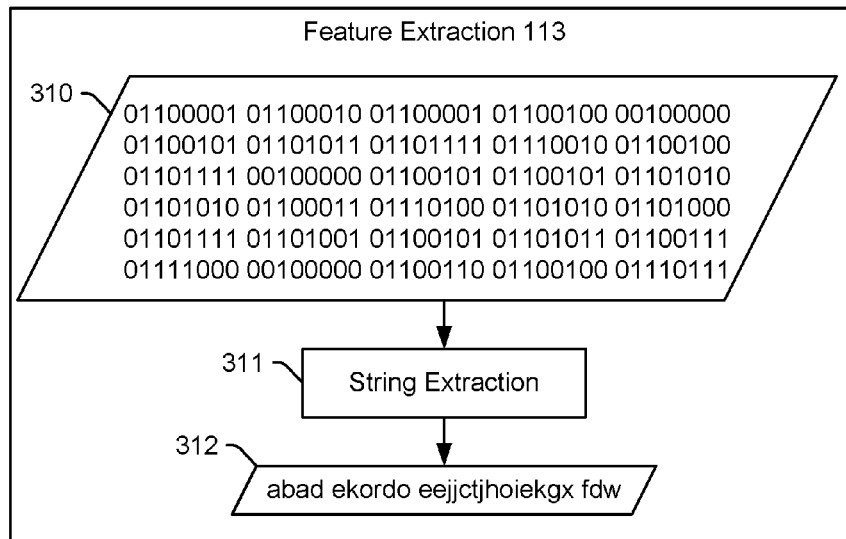 Feature Extraction 113
310
01100001 01100010 01100001 01100100 00100000
01100101 01101011 01101111 01110010 01100100
01101111 00100000 01100101 01100101 01101010
01101010 01100011 01110100 01101010 01101000
01101111 01101001 01100101 01101011 01100111
01111000 00100000 01100110 01100100 01110111
311
String Extraction
312
abad ekordo eejjctjhoiekgx fdw